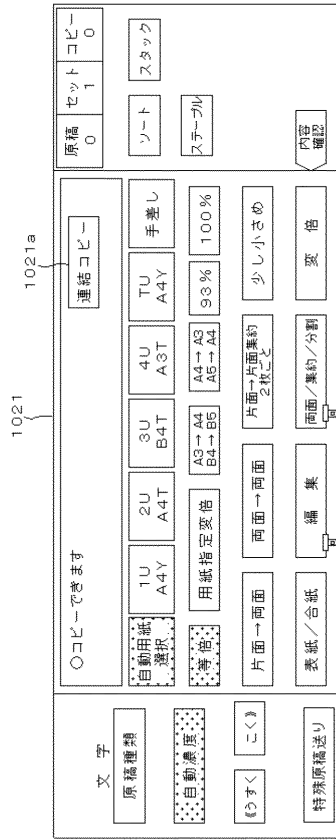 1021
1021a
文字
原稿種類
自動濃度
《うすく
こく》
特殊原稿送り
○コピーできます
連結コピー
自動用紙
選択
1U
A4Y
2U
A4T
3U
B4T
4U
A3T
TU
A4Y
手差し
等倍
用紙指定変倍
A3→A4
B4→B5
A4→A3
A5→A4
93%
100%
片面→両面
両面→両面
片面→片面集約
2枚ごと
少し小さめ
表紙/合紙
編集
両面/集約/分割
変倍
原稿
0
セット
1
コピー
0
ソート
スタック
ステープル
内容
確認